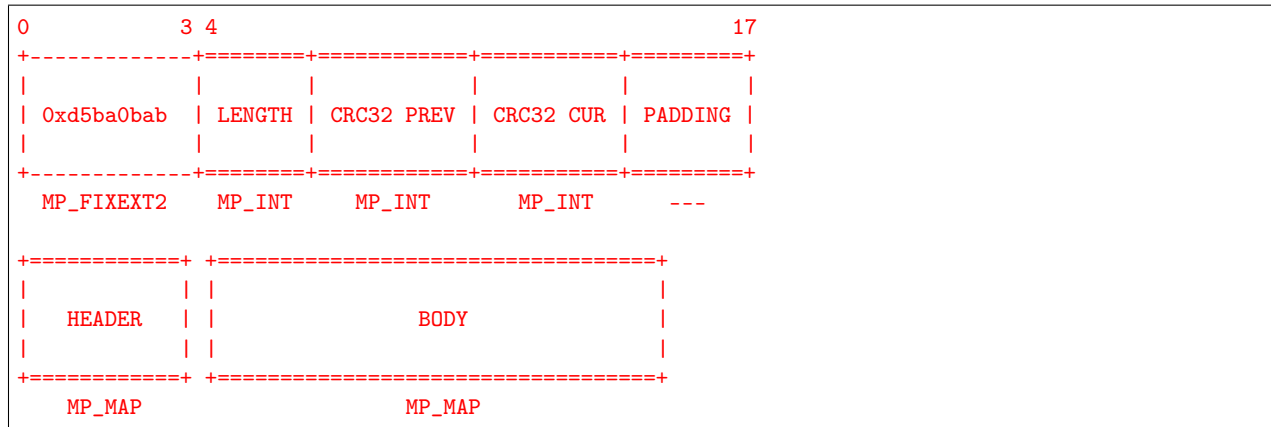 0                   3 4                                                    17
+-------------+========+============+===========+=========+
|             |        |            |           |         |
| 0xd5ba0bab  | LENGTH | CRC32 PREV | CRC32 CUR | PADDING |
|             |        |            |           |         |
+-------------+========+============+===========+=========+
  MP_FIXEXT2    MP_INT     MP_INT       MP_INT      ---
+============+ +===================================+
|            | |                                   |
|   HEADER   | |                BODY               |
|            | |                                   |
+============+ +===================================+
    MP_MAP                     MP_MAP